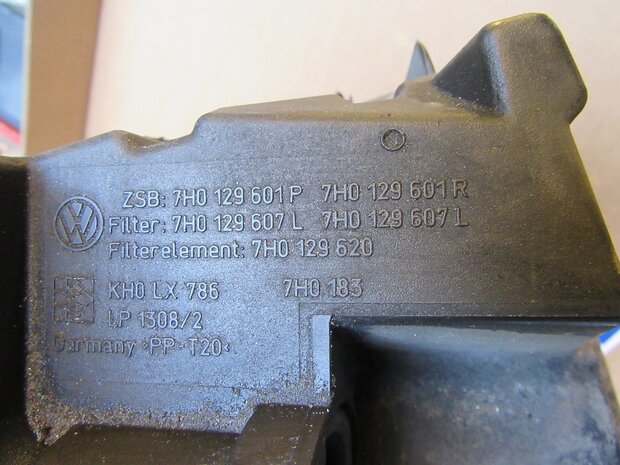 ZSB: 7H0 129 601 P 7H0 129 601 R
Filter: 7H0 129 607 L 7H0 129 607 L
Filterelement: 7H0 129 620
KH0 LX 786 7H0 183
LP 1308/2
Germany >PP-T20<